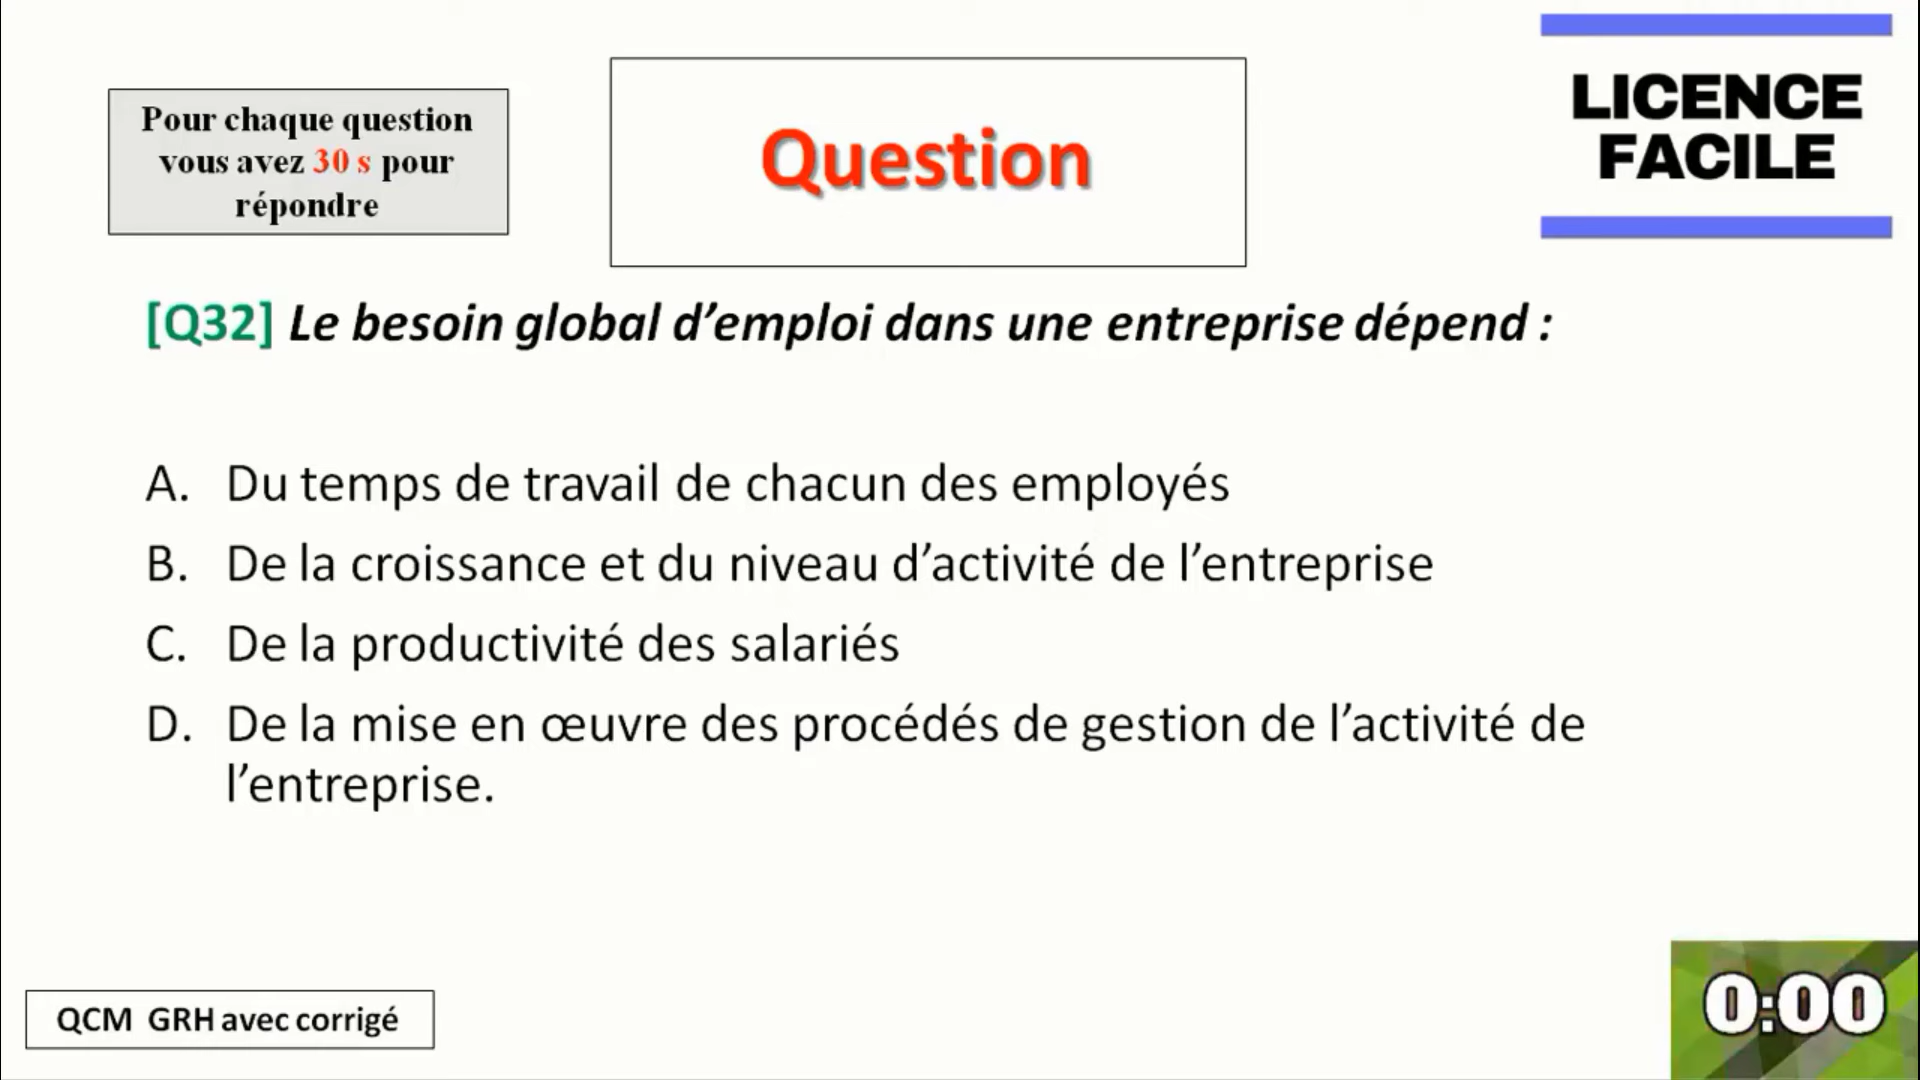 Pour chaque question
vous avez 30 s pour
répondre
Question
LICENCE
FACILE
[Q32] Le besoin global d’emploi dans une entreprise dépend :
A. Du temps de travail de chacun des employés
B. De la croissance et du niveau d’activité de l’entreprise
C. De la productivité des salariés
D. De la mise en œuvre des procédés de gestion de l’activité de
l’entreprise.
QCM GRH avec corrigé
0:00